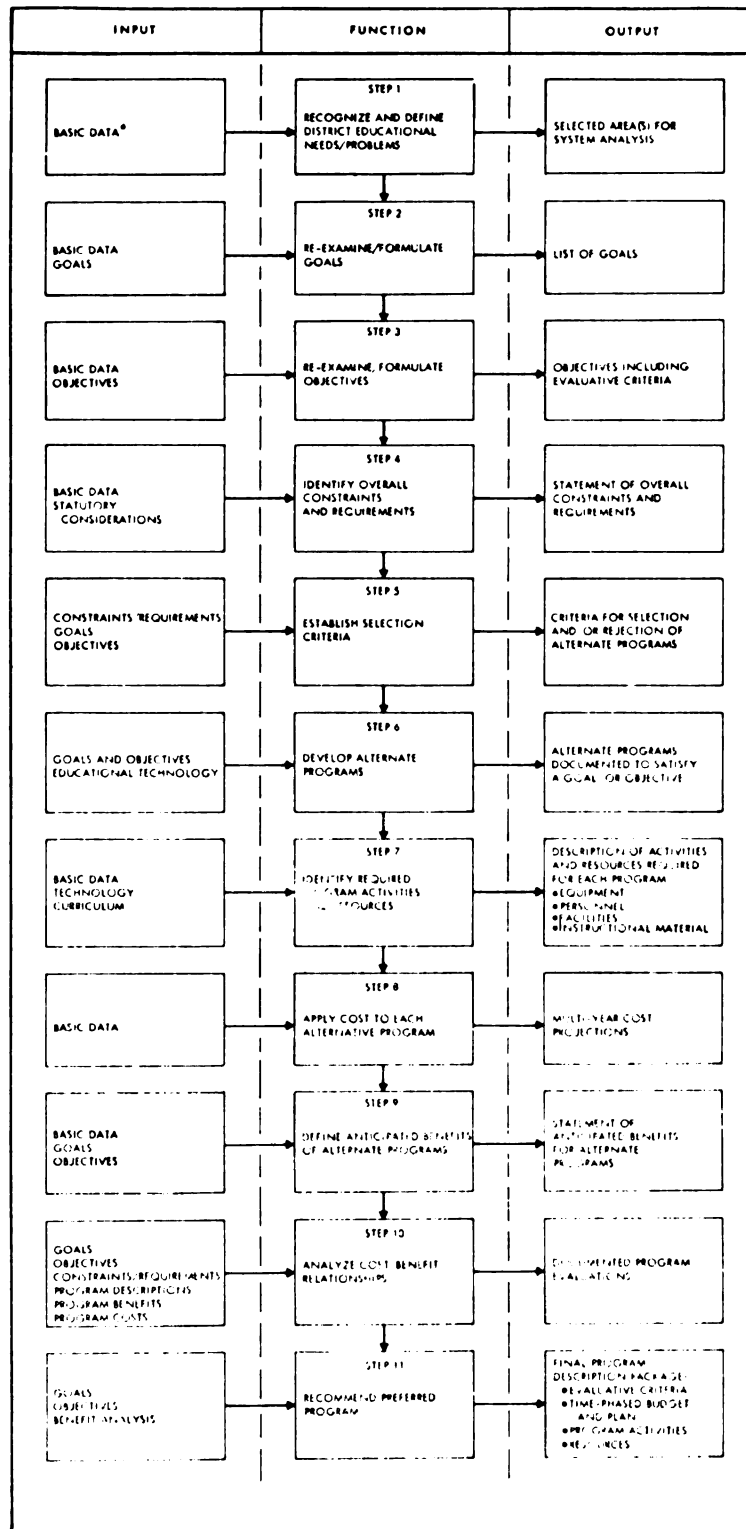 INPUT
FUNCTION
OUTPUT
BASIC DATA*
STEP 1
RECOGNIZE AND DEFINE
DISTRICT EDUCATIONAL
NEEDS/PROBLEMS
SELECTED AREA(S) FOR
SYSTEM ANALYSIS
BASIC DATA
GOALS
STEP 2
RE-EXAMINE/FORMULATE
GOALS
LIST OF GOALS
BASIC DATA
OBJECTIVES
STEP 3
RE-EXAMINE, FORMULATE
OBJECTIVES
OBJECTIVES INCLUDING
EVALUATIVE CRITERIA
BASIC DATA
STATUTORY
CONSIDERATIONS
STEP 4
IDENTIFY OVERALL
CONSTRAINTS
AND REQUIREMENTS
STATEMENT OF OVERALL
CONSTRAINTS AND
REQUIREMENTS
CONSTRAINTS/REQUIREMENTS
GOALS
OBJECTIVES
STEP 5
ESTABLISH SELECTION
CRITERIA
CRITERIA FOR SELECTION
AND OR REJECTION OF
ALTERNATE PROGRAMS
GOALS AND OBJECTIVES
EDUCATIONAL TECHNOLOGY
STEP 6
DEVELOP ALTERNATE
PROGRAMS
ALTERNATE PROGRAMS
DOCUMENTED TO SATISFY
A GOAL OR OBJECTIVE
BASIC DATA
TECHNOLOGY
CURRICULUM
STEP 7
IDENTIFY REQUIRED
ACTIVITIES
DESCRIPTION OF ACTIVITIES
AND RESOURCES REQUIRED
FOR EACH PROGRAM
•EQUIPMENT
•PERSONNEL
•FACILITIES
•INSTRUCTIONAL MATERIAL
BASIC DATA
STEP 8
APPLY COST TO EACH
ALTERNATIVE PROGRAM
MULTI-YEAR COST
PROJECTIONS
BASIC DATA
GOALS
OBJECTIVES
STEP 9
DEFINE ANTICIPATED BENEFITS
OF ALTERNATE PROGRAMS
STATEMENT OF
ANTICIPATED BENEFITS
FOR ALTERNATE
PROGRAMS
GOALS
OBJECTIVES
CONSTRAINTS/REQUIREMENTS
PROGRAM DESCRIPTIONS
PROGRAM BENEFITS
PROGRAM COSTS
STEP 10
ANALYZE COST BENEFIT
RELATIONSHIPS
DOCUMENTED PROGRAM
EVALUATIONS
GOALS
OBJECTIVES
BENEFIT ANALYSIS
STEP 11
RECOMMEND PREFERRED
PROGRAM
FINAL PROGRAM
DESCRIPTION PACKAGE:
•EVALUATIVE CRITERIA
•TIME-PHASED BUDGET
AND PLAN
•PROGRAM ACTIVITIES
•RESOURCES